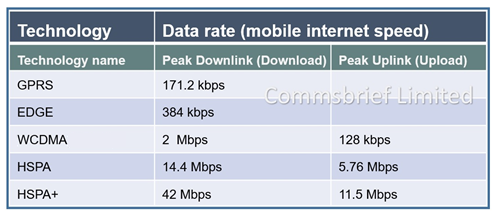 Technology Data rate (mobile internet speed)
Technology name Peak Downlink (Download) Peak Uplink (Upload)
GPRS 171.2 kbps
Commsbrief Limited
EDGE 384 kbps
WCDMA 2 Mbps 128 kbps
HSPA 14.4 Mbps 5.76 Mbps
HSPA+ 42 Mbps 11.5 Mbps